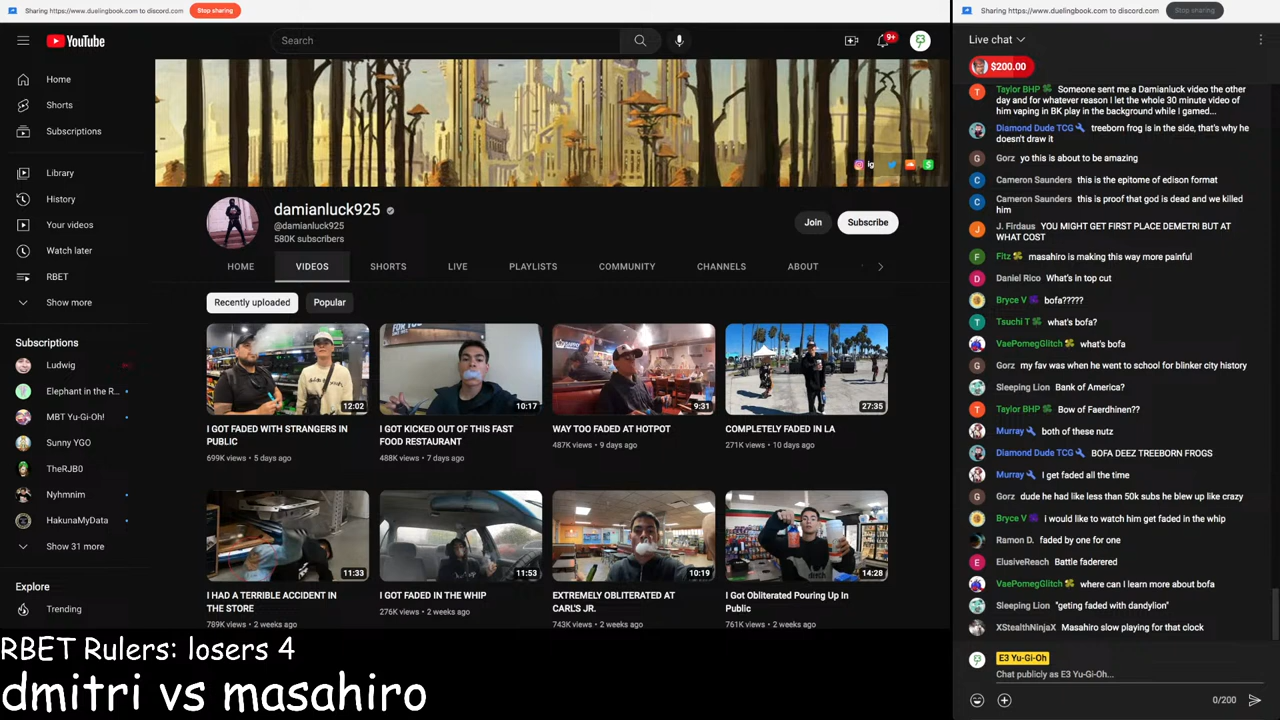 Sharing https://www.duelingbook.com to discord.com
Stop sharing
YouTube
Search
9+
Home
Shorts
Subscriptions
Library
History
Your videos
Watch later
RBET
Show more
Subscriptions
Ludwig
Elephant in the R...
MBT Yu-Gi-Oh!
Sunny YGO
TheRJB0
Nyhmnim
HakunaMyData
Show 31 more
Explore
Trending
ig
damianluck925
@damianluck925
580K subscribers
Join
Subscribe
HOME
VIDEOS
SHORTS
LIVE
PLAYLISTS
COMMUNITY
CHANNELS
ABOUT
Recently uploaded
Popular
12:02
10:17
9:31
27:35
I GOT FADED WITH STRANGERS IN
PUBLIC
699K views • 5 days ago
I GOT KICKED OUT OF THIS FAST
FOOD RESTAURANT
488K views • 7 days ago
WAY TOO FADED AT HOTPOT
487K views • 9 days ago
COMPLETELY FADED IN LA
271K views • 10 days ago
11:33
11:53
10:19
14:28
I HAD A TERRIBLE ACCIDENT IN
THE STORE
789K views • 2 weeks ago
I GOT FADED IN THE WHIP
276K views • 2 weeks ago
EXTREMELY OBLITERATED AT
CARL'S JR.
743K views • 2 weeks ago
I Got Obliterated Pouring Up In
Public
761K views • 2 weeks ago
RBET Rulers: losers 4
dmitri vs masahiro
Sharing https://www.duelingbook.com to discord.com
Stop sharing
Live chat
$200.00
Taylor BHP Someone sent me a Damianluck video the other
day and for whatever reason I let the whole 30 minute video of
him vaping in BK play in the background while I gamed...
Diamond Dude TCG treeborn frog is in the side, that's why he
doesn't draw it
Gorz yo this is about to be amazing
Cameron Saunders this is the epitome of edison format
Cameron Saunders this is proof that god is dead and we killed
him
J. Firdaus YOU MIGHT GET FIRST PLACE DEMETRI BUT AT
WHAT COST
Fitz masahiro is making this way more painful
Daniel Rico What's in top cut
Bryce V bofa?????
Tsuchi T what's bofa?
VaePomegGlitch what's bofa
Gorz my fav was when he went to school for blinker city history
Sleeping Lion Bank of America?
Taylor BHP Bow of Faerdhinen??
Murray both of these nutz
Diamond Dude TCG BOFA DEEZ TREEBORN FROGS
Murray I get faded all the time
Gorz dude he had like less than 50k subs he blew up like crazy
Bryce V I would like to watch him get faded in the whip
Ramon D. faded by one for one
ElusiveReach Battle faderered
VaePomegGlitch where can I learn more about bofa
Sleeping Lion "geting faded with dandylion"
XStealthNinjaX Masahiro slow playing for that clock
E3 Yu-Gi-Oh
Chat publicly as E3 Yu-Gi-Oh...
0/200